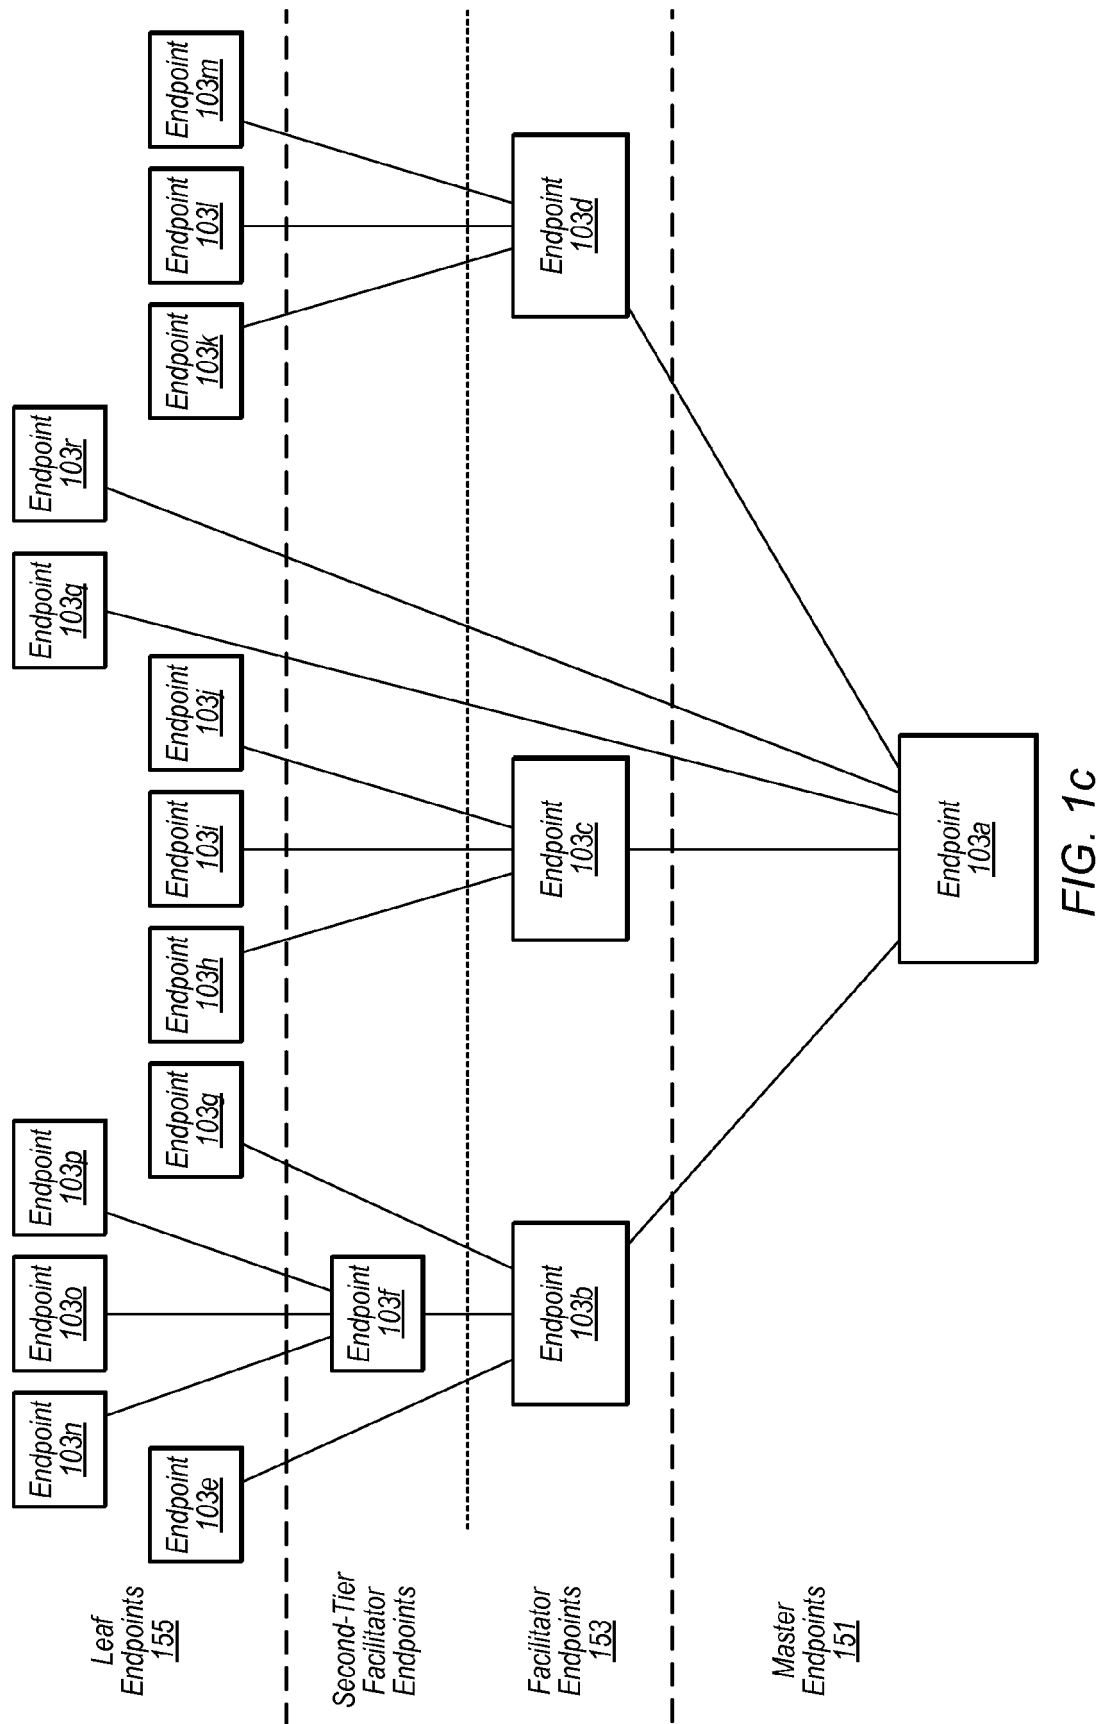 Leaf
Endpoints
155
Endpoint
103n
Endpoint
103o
Endpoint
103p
Endpoint
103q
Endpoint
103r
Endpoint
103e
Endpoint
103g
Endpoint
103h
Endpoint
103i
Endpoint
103j
Endpoint
103k
Endpoint
103l
Endpoint
103m
Second-Tier
Facilitator
Endpoints
Endpoint
103f
Facilitator
Endpoints
153
Endpoint
103b
Endpoint
103c
Endpoint
103d
Master
Endpoints
151
Endpoint
103a
FIG. 1c